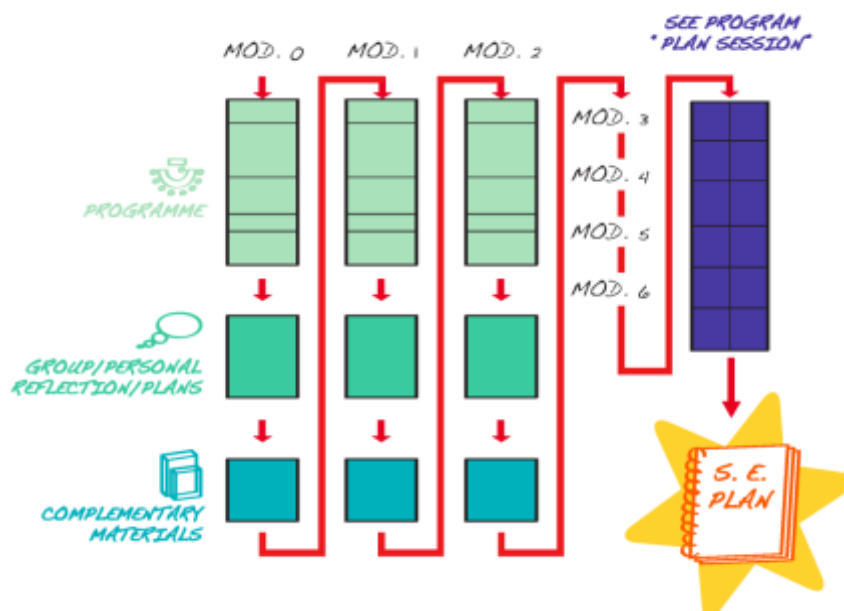 SEE PROGRAM
"PLAN SESSION"
MOD. 0
MOD. 1
MOD. 2
MOD. 3
MOD. 4
MOD. 5
MOD. 6
PROGRAMME
GROUP/PERSONAL
REFLECTION/PLANS
COMPLEMENTARY
MATERIALS
S. E.
PLAN